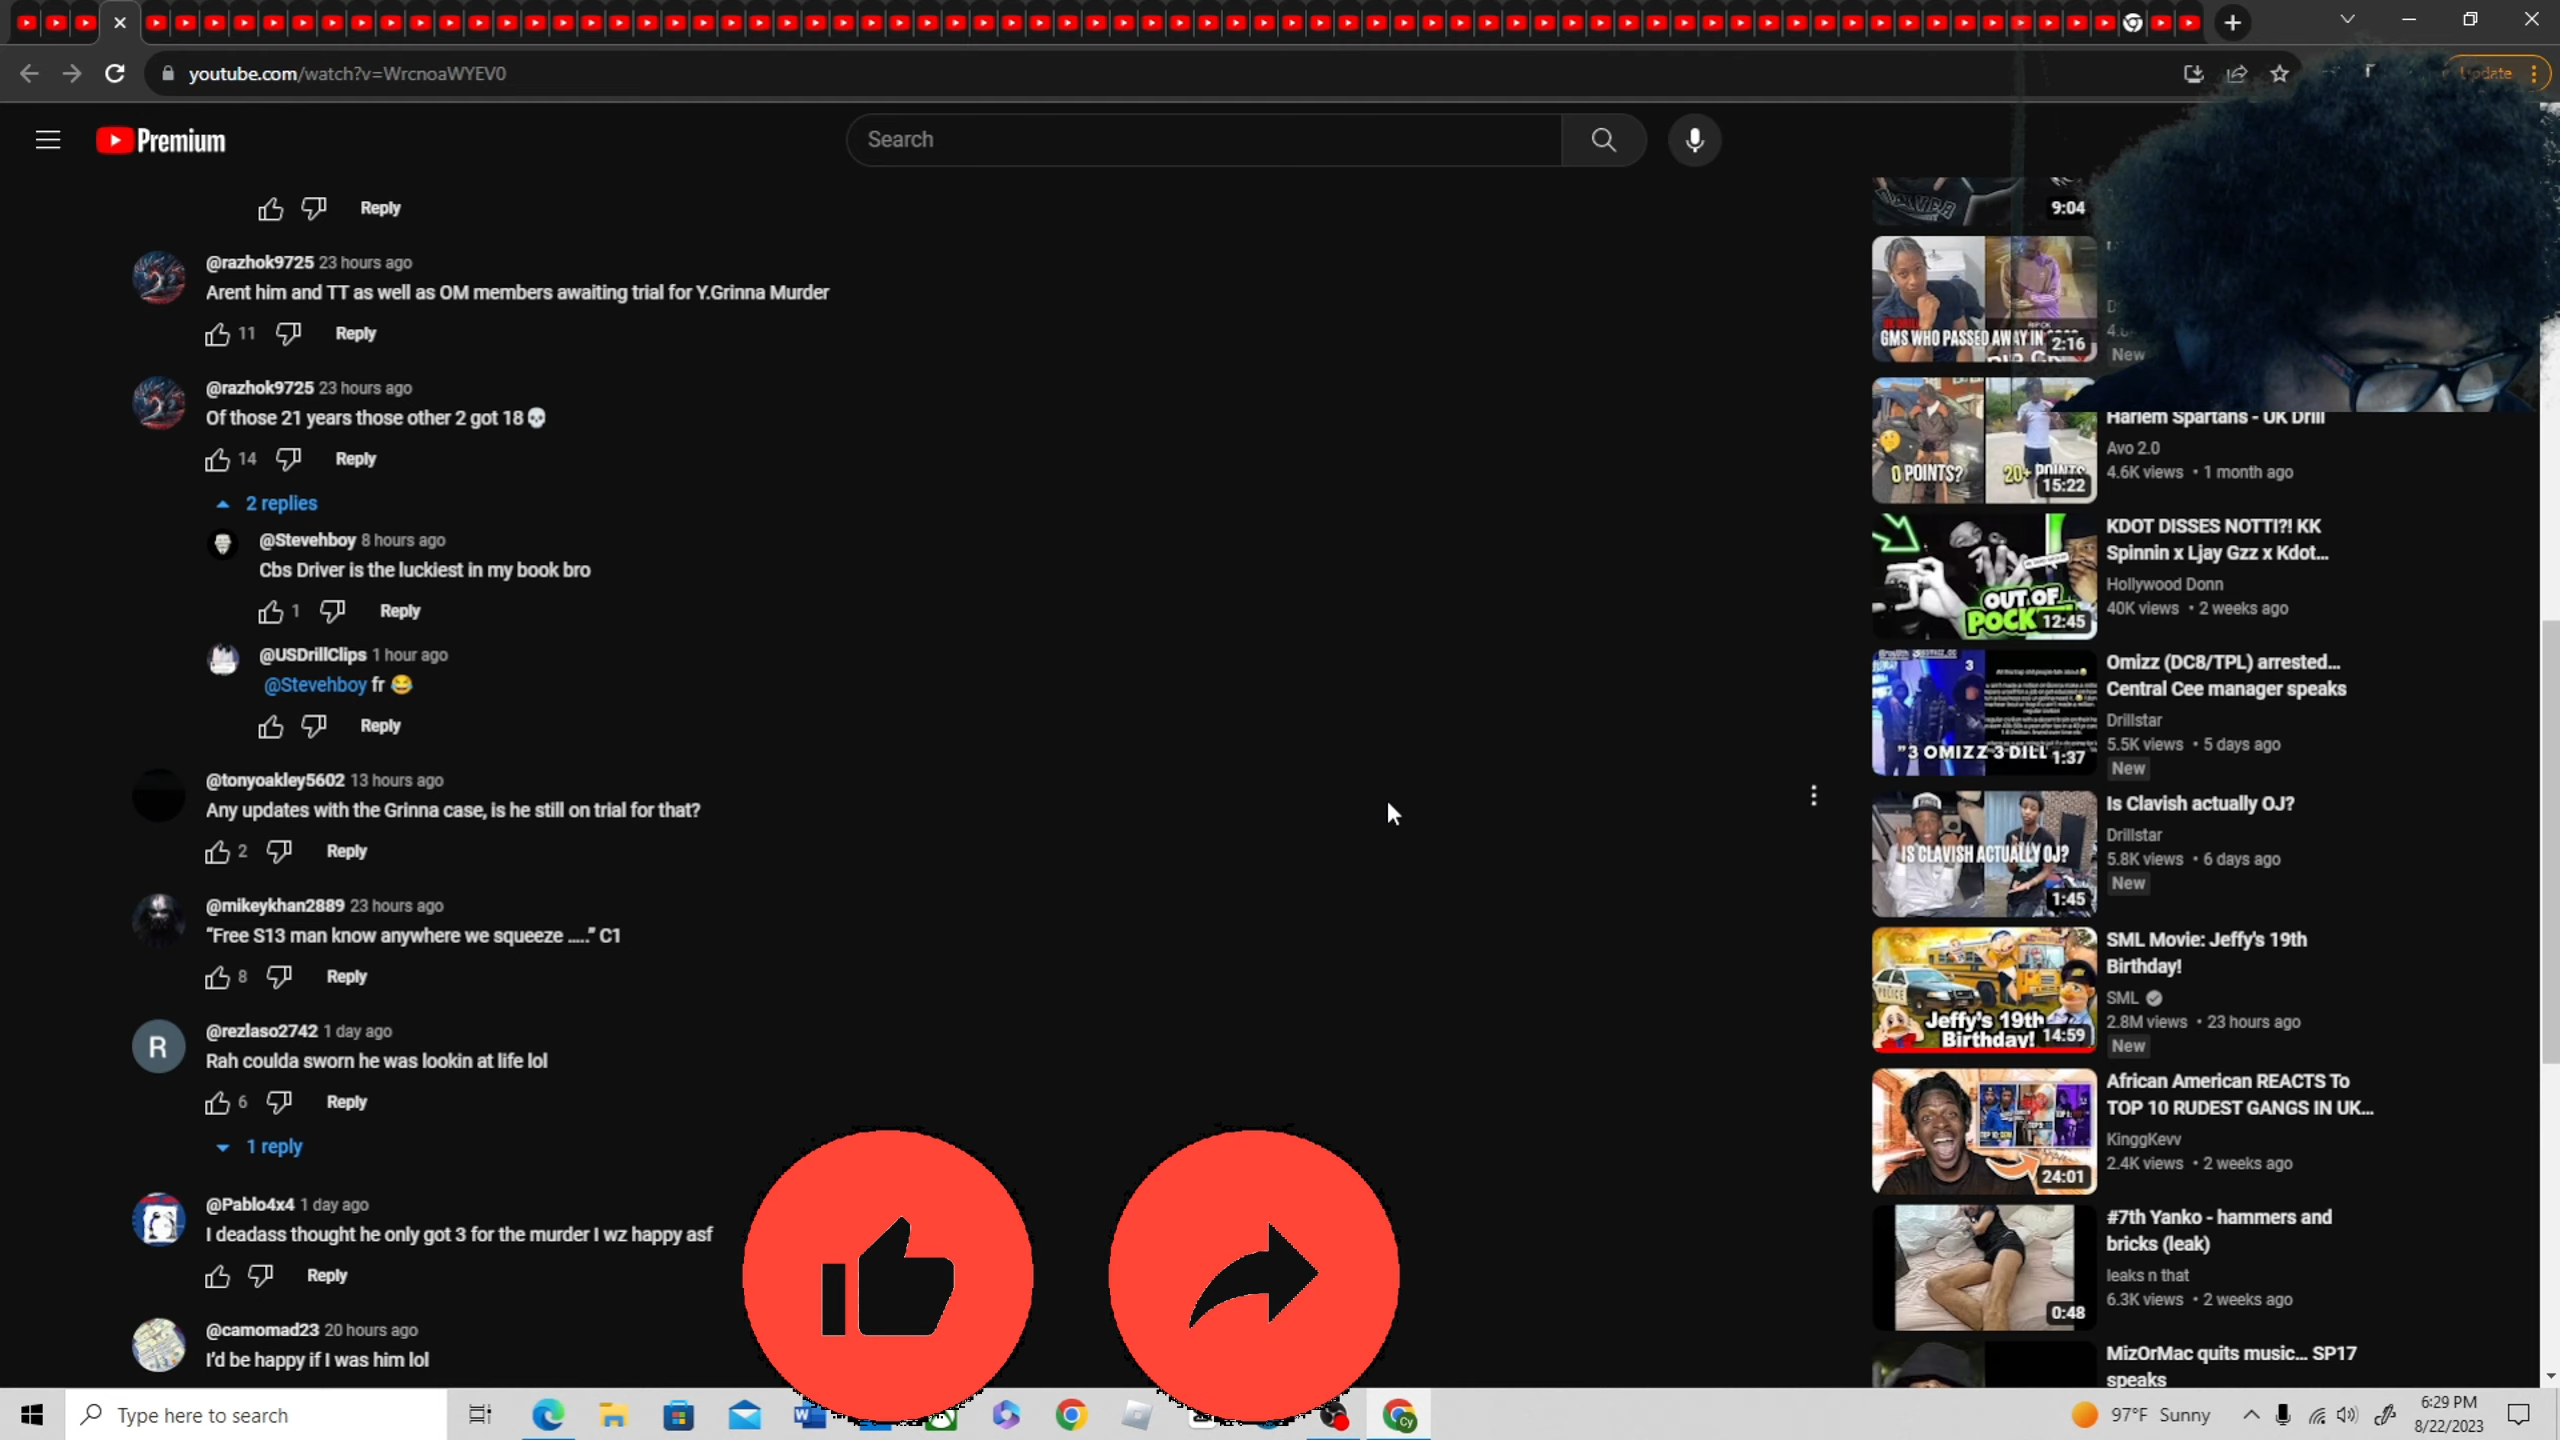 youtube.com/watch?v=WrcnoaWYEV0
Update
Premium
Search
Reply
@razhok9725 23 hours ago
Arent him and TT as well as OM members awaiting trial for Y.Grinna Murder
11 Reply
@razhok9725 23 hours ago
Of those 21 years those other 2 got 18💀
14 Reply
2 replies
@Stevehboy 8 hours ago
Cbs Driver is the luckiest in my book bro
1 Reply
@USDrillClips 1 hour ago
@Stevehboy fr 😂
Reply
@tonyoakley5602 13 hours ago
Any updates with the Grinna case, is he still on trial for that?
2 Reply
@mikeykhan2889 23 hours ago
“Free S13 man know anywhere we squeeze .....” C1
8 Reply
R
@rezlaso2742 1 day ago
Rah coulda sworn he was lookin at life lol
6 Reply
1 reply
@Pablo4x4 1 day ago
I deadass thought he only got 3 for the murder I wz happy asf
Reply
@camomad23 20 hours ago
I'd be happy if I was him lol
9:04
GMS WHO PASSED AWAY IN
2:16
New
0 POINTS?
20+ POINTS
15:22
Harlem Spartans - UK Drill
Avo 2.0
4.6K views • 1 month ago
OUT OF
POCK
12:45
KDOT DISSES NOTTI?! KK
Spinnin x Ljay Gzz x Kdot...
Hollywood Donn
40K views • 2 weeks ago
3
"3 OMIZZ 3 DILL
1:37
Omizz (DC8/TPL) arrested...
Central Cee manager speaks
Drillstar
5.5K views • 5 days ago
New
IS CLAVISH ACTUALLY OJ?
1:45
Is Clavish actually OJ?
Drillstar
5.8K views • 6 days ago
New
POLICE
Jeffy's 19th
Birthday!
14:59
SML Movie: Jeffy's 19th
Birthday!
SML
2.8M views • 23 hours ago
New
24:01
African American REACTS To
TOP 10 RUDEST GANGS IN UK...
KinggKevv
2.4K views • 2 weeks ago
0:48
#7th Yanko - hammers and
bricks (leak)
leaks n that
6.3K views • 2 weeks ago
MizOrMac quits music... SP17
speaks
Type here to search
Cy
97°F Sunny
6:29 PM
8/22/2023